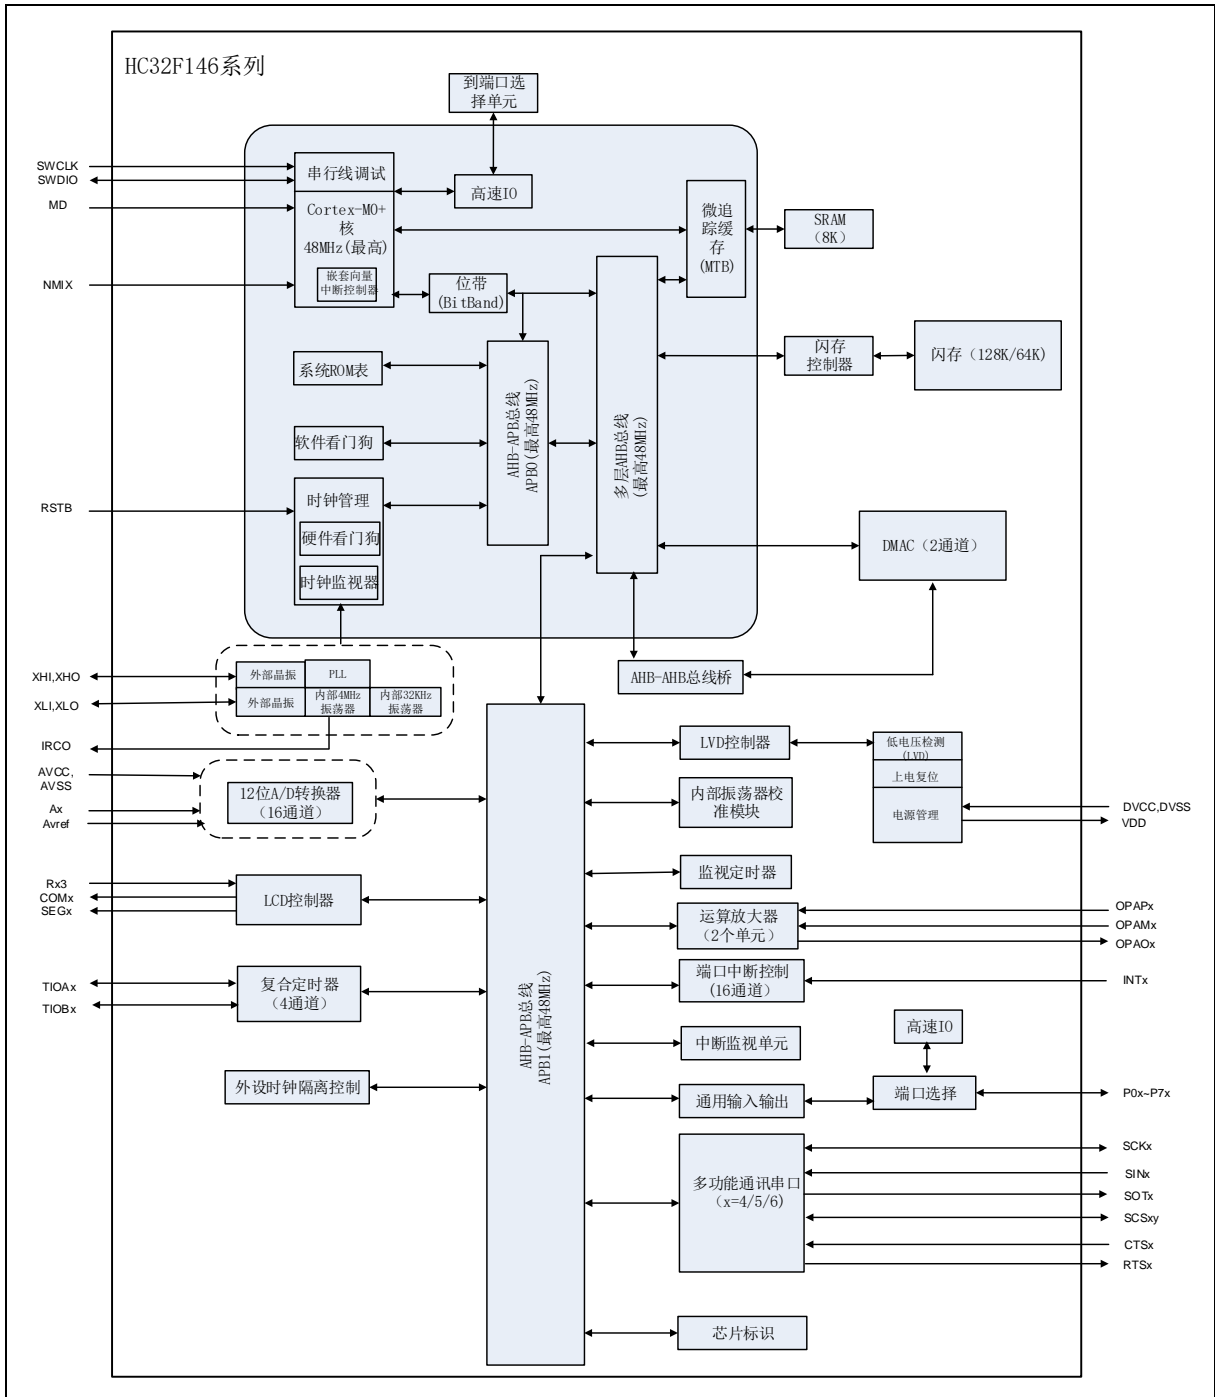 HC32F146系列
到端口选
择单元
SWCLK
SWDIO
MD
NMIX
串行线调试
Cortex-M0+
核
48MHz(最高)
嵌套向量
中断控制器
高速IO
位带
(BitBand)
微追
踪缓
存
(MTB)
SRAM
（8K）
闪存
控制器
闪存（128K/64K)
系统ROM表
软件看门狗
RSTB
时钟管理
硬件看门狗
时钟监视器
AHB-APB总线
APB0(最高48MHz)
多层AHB总线
(最高48MHz)
DMAC（2通道）
AHB-AHB总线桥
XHI,XHO
XLI,XLO
IRCO
外部晶振
PLL
外部晶振
内部4MHz
振荡器
内部32KHz
振荡器
AVCC,
AVSS
Ax
Avref
12位A/D转换器
（16通道）
Rx3
COMx
SEGx
LCD控制器
TIOAx
TIOBx
复合定时器
（4通道）
外设时钟隔离控制
AHB-APB总线
APB1(最高48MHz)
LVD控制器
低电压检测
(LVD)
上电复位
电源管理
DVCC,DVSS
VDD
内部振荡器校
准模块
监视定时器
运算放大器
（2个单元）
OPAPx
OPAMx
OPAOx
端口中断控制
(16通道）
INTx
中断监视单元
高速IO
通用输入输出
端口选择
P0x~P7x
多功能通讯串口
（x=4/5/6)
SCKx
SINx
SOTx
SCSxy
CTSx
RTSx
芯片标识